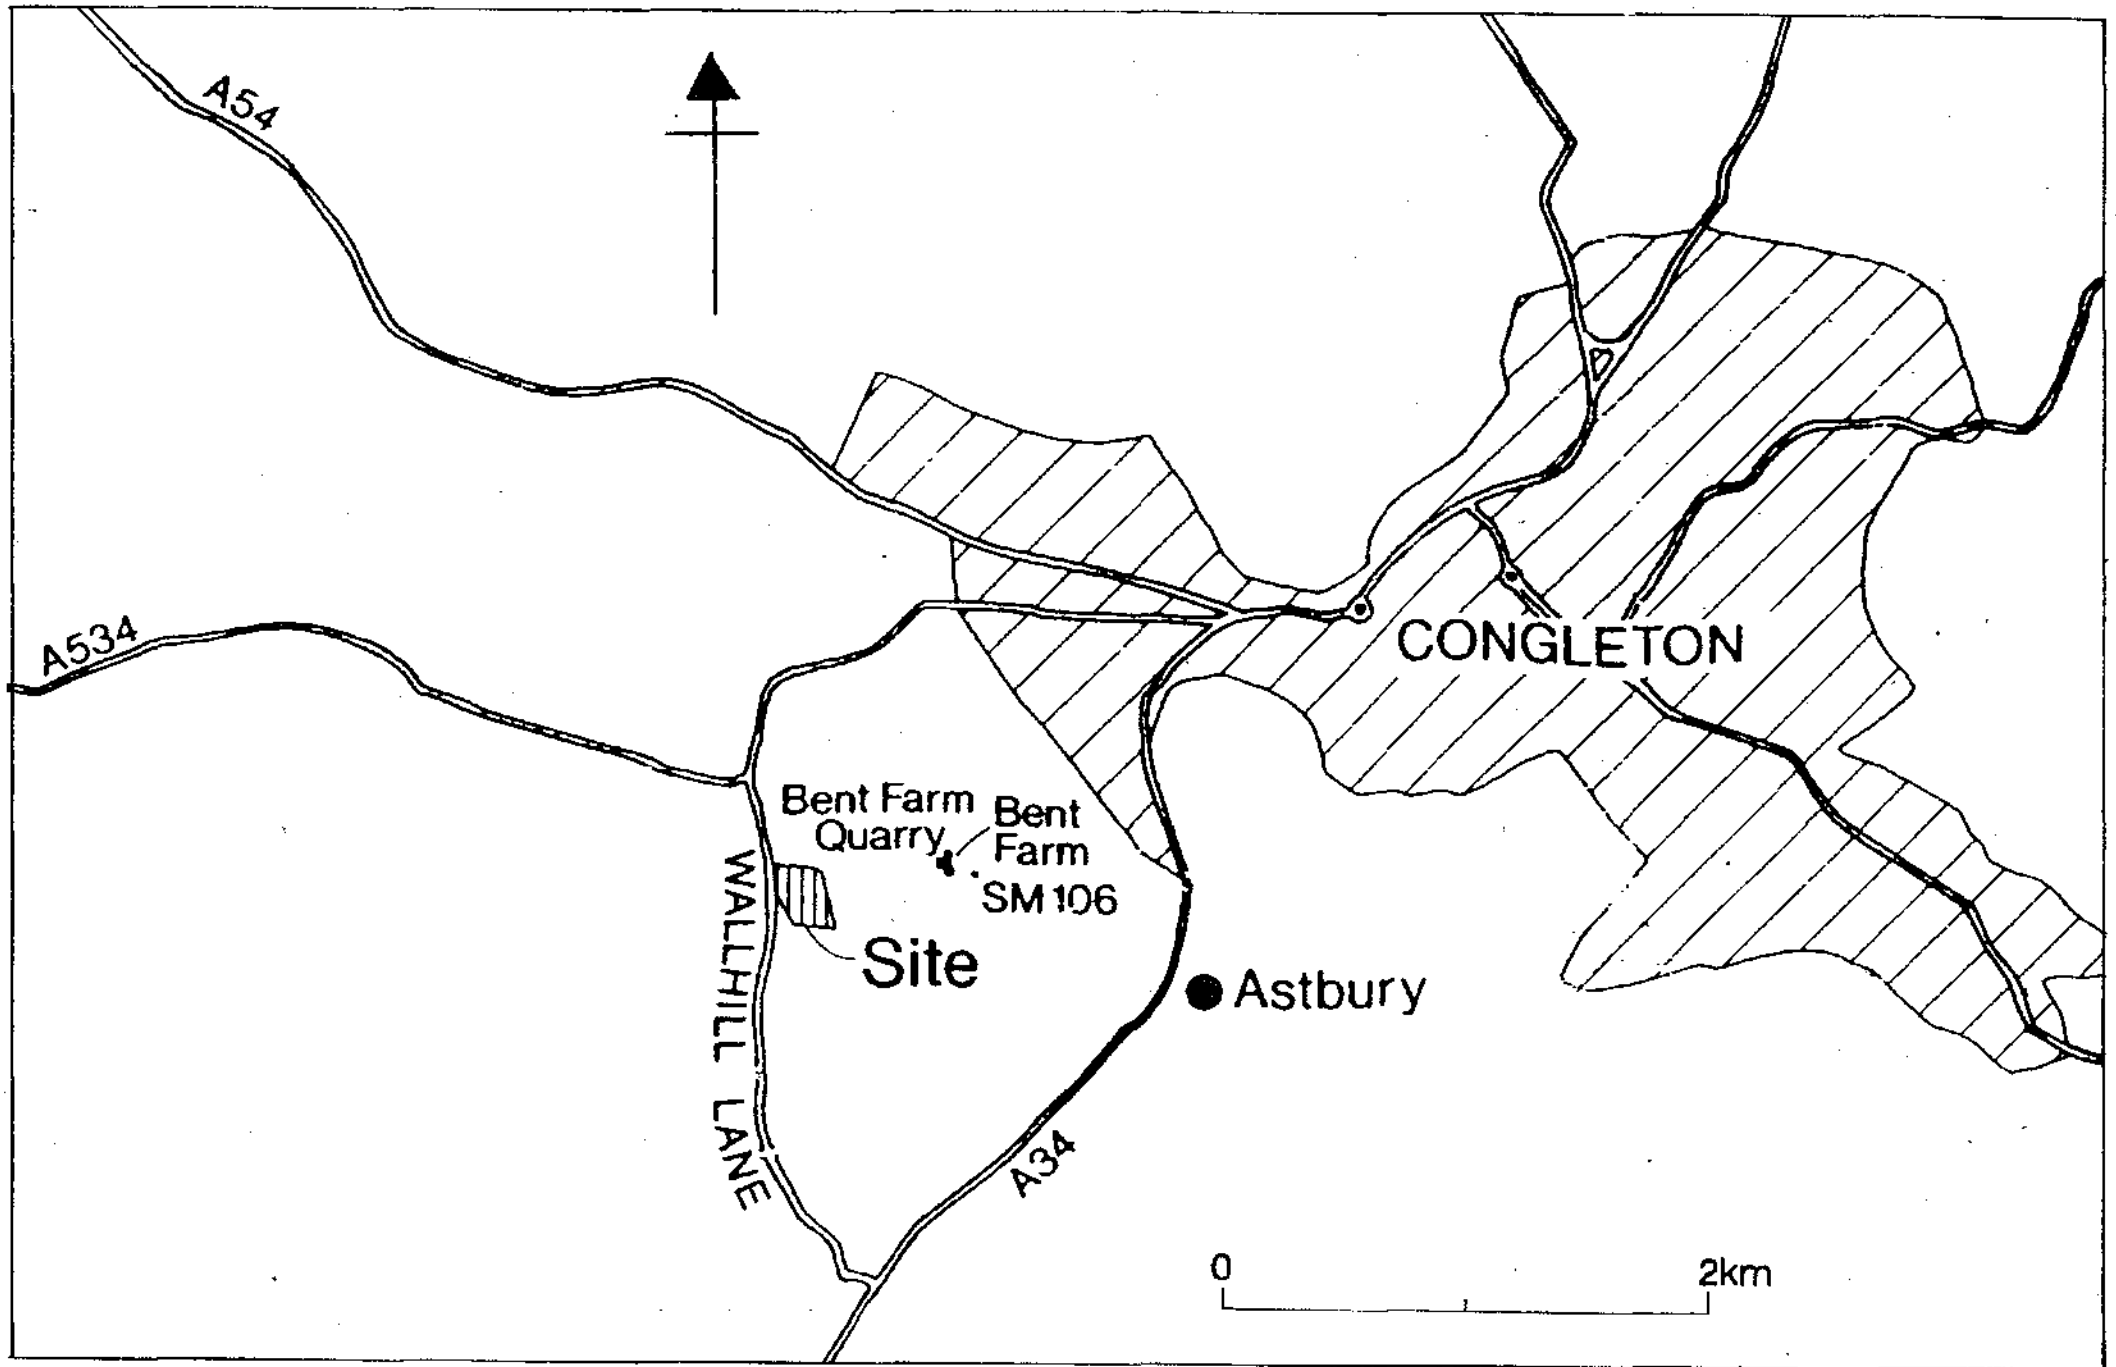 A54
A534
CONGLETON
Bent Farm
Quarry
Bent
Farm
SM 106
WALLHILL LANE
Site
Astbury
A34
0
2km